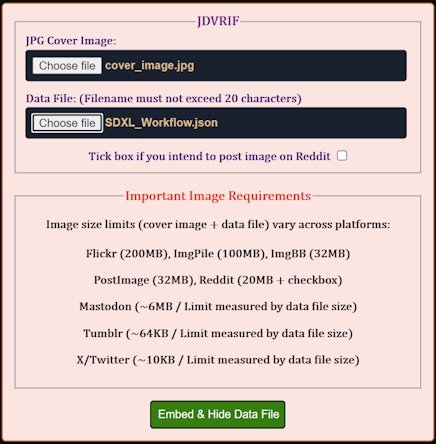 JDVRIF
JPG Cover Image:
Choose file cover_image.jpg
Data File: (Filename must not exceed 20 characters)
Choose file SDXL_Workflow.json
Tick box if you intend to post image on Reddit
Important Image Requirements
Image size limits (cover image + data file) vary across platforms:
Flickr (200MB), ImgPile (100MB), ImgBB (32MB)
PostImage (32MB), Reddit (20MB + checkbox)
Mastodon (~6MB / Limit measured by data file size)
Tumblr (~64KB / Limit measured by data file size)
X/Twitter (~10KB / Limit measured by data file size)
Embed & Hide Data File